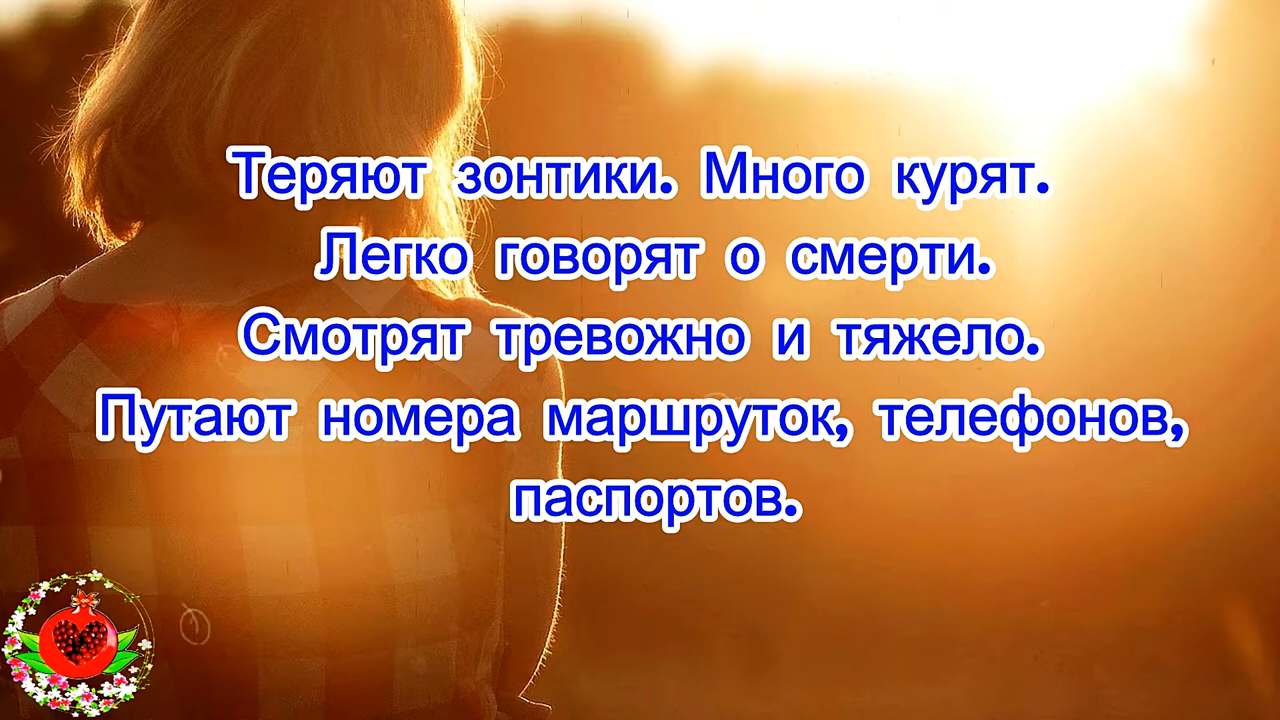 Теряют зонтики. Много курят.
Легко говорят о смерти.
Смотрят тревожно и тяжело.
Путают номера маршруток, телефонов,
паспортов.